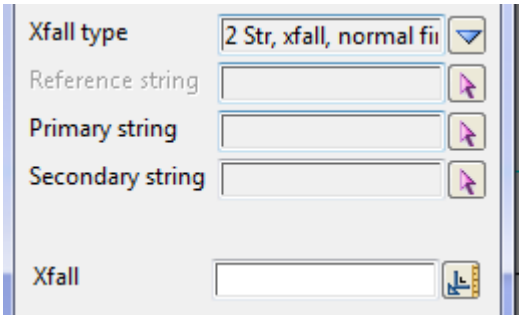 Xfall type
2 Str, xfall, normal fi
Reference string
Primary string
Secondary string
Xfall